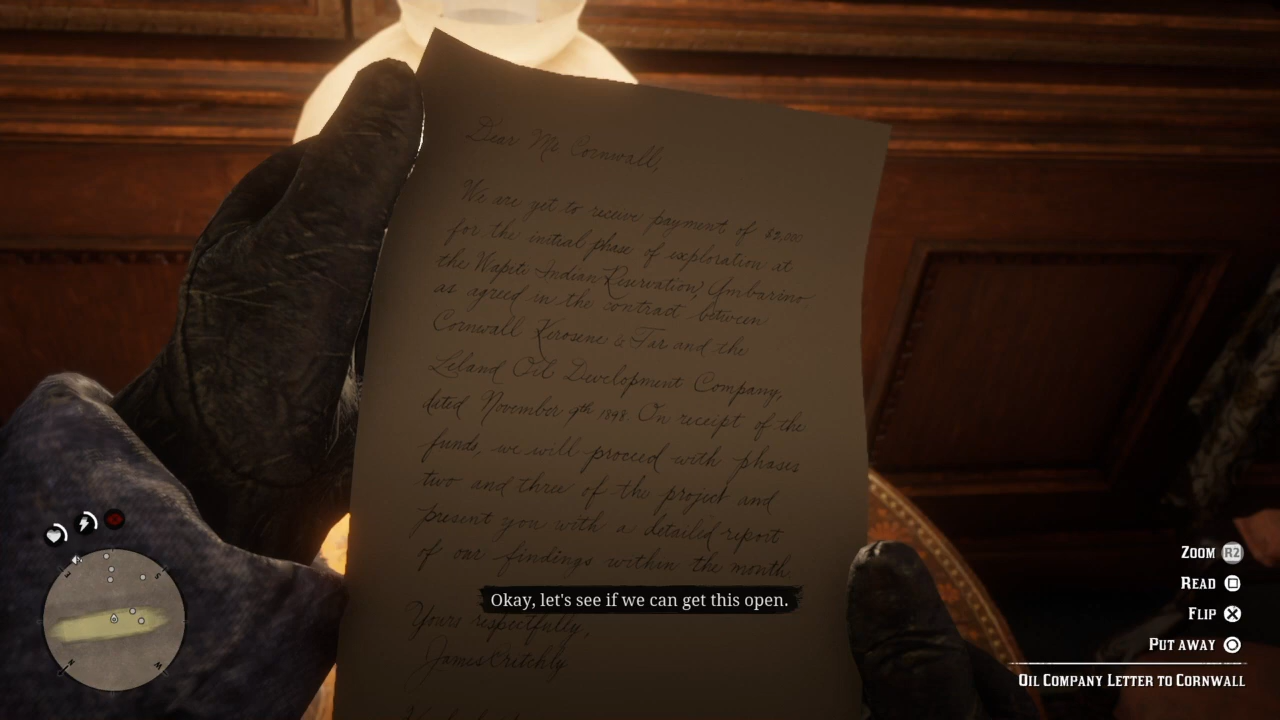 Dear Mr Cornwall,
We are yet to receive payment of
for the initial phase of exploration at
the Wapiti Indian Reservation, Ambarino
as agreed in the contract between
Cornwall Kerosene & Tar and the
Leland Oil Development Company,
dated November 9th 1898. On receipt of the
funds, we will proceed with phases
two and three of the project and
present you with a detailed report
of our findings within the month.
Okay, let's see if we can get this open.
Yours respectfully,
James Critchly
ZOOM R2
READ
FLIP
PUT AWAY
OIL COMPANY LETTER TO CORNWALL